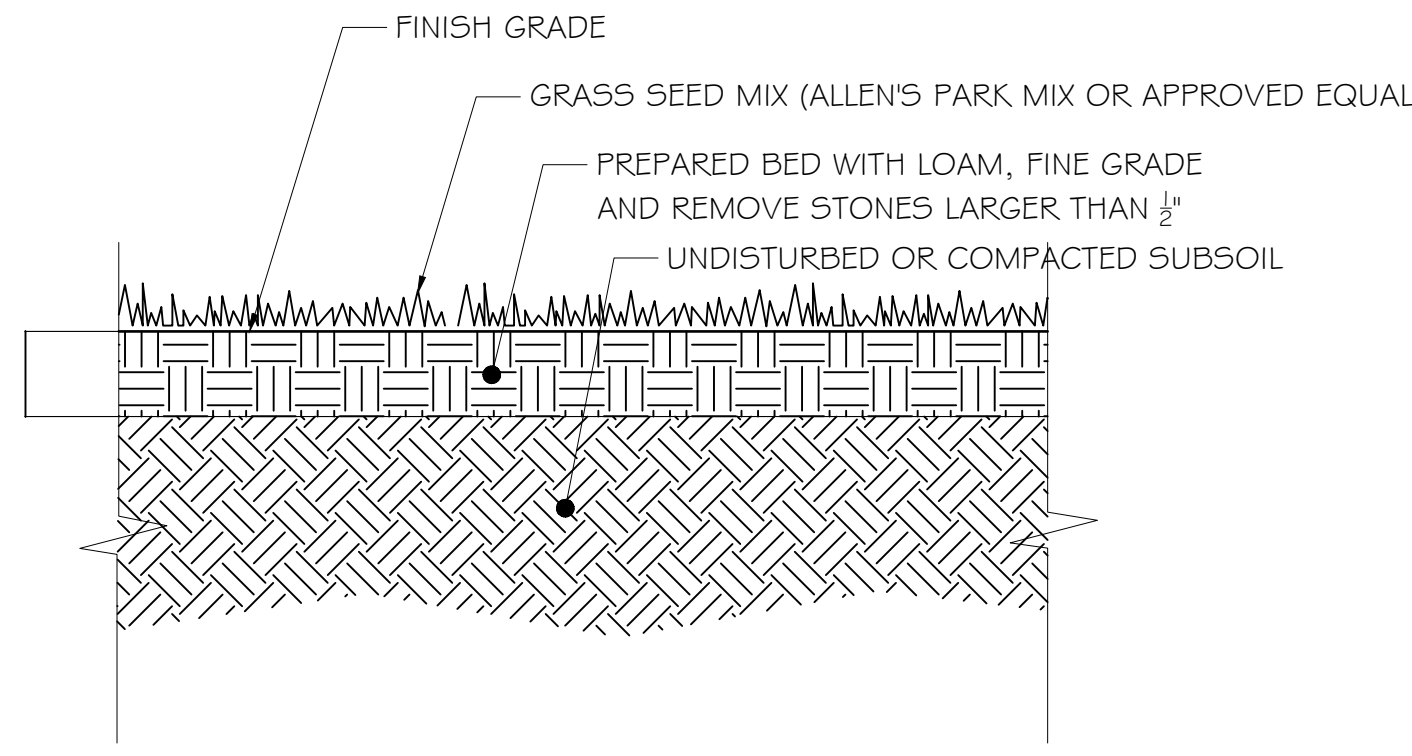 FINISH GRADE
GRASS SEED MIX (ALLEN'S PARK MIX OR APPROVED EQUAL
PREPARED BED WITH LOAM, FINE GRADE
AND REMOVE STONES LARGER THAN ½"
UNDISTURBED OR COMPACTED SUBSOIL